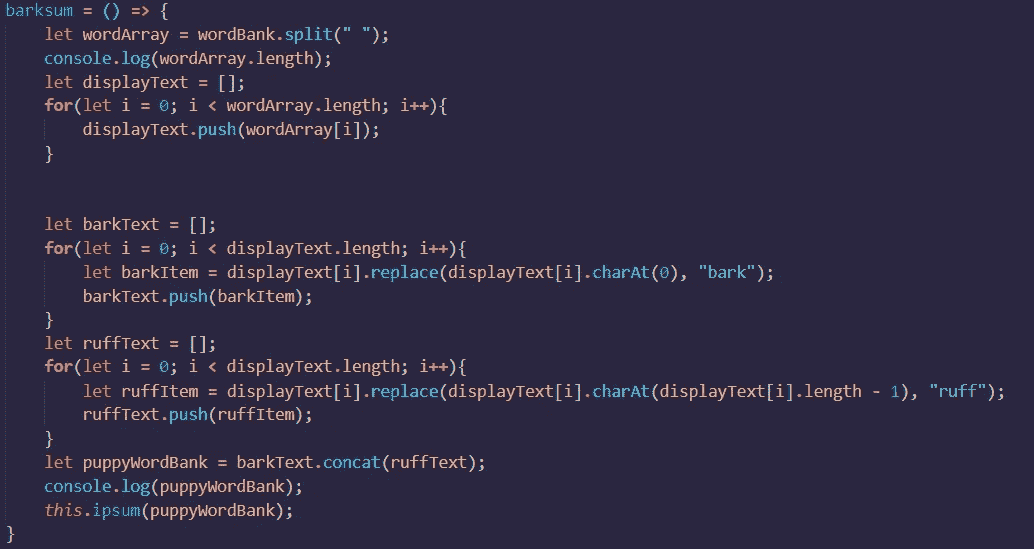 barksum = () => {
    let wordArray = wordBank.split(" ");
    console.log(wordArray.length);
    let displayText = [];
    for(let i = 0; i < wordArray.length; i++){
        displayText.push(wordArray[i]);
    }
    let barkText = [];
    for(let i = 0; i < displayText.length; i++){
        let barkItem = displayText[i].replace(displayText[i].charAt(0), "bark");
        barkText.push(barkItem);
    }
    let ruffText = [];
    for(let i = 0; i < displayText.length; i++){
        let ruffItem = displayText[i].replace(displayText[i].charAt(displayText[i].length - 1), "ruff");
        ruffText.push(ruffItem);
    }
    let puppyWordBank = barkText.concat(ruffText);
    console.log(puppyWordBank);
    this.ipsum(puppyWordBank);
}